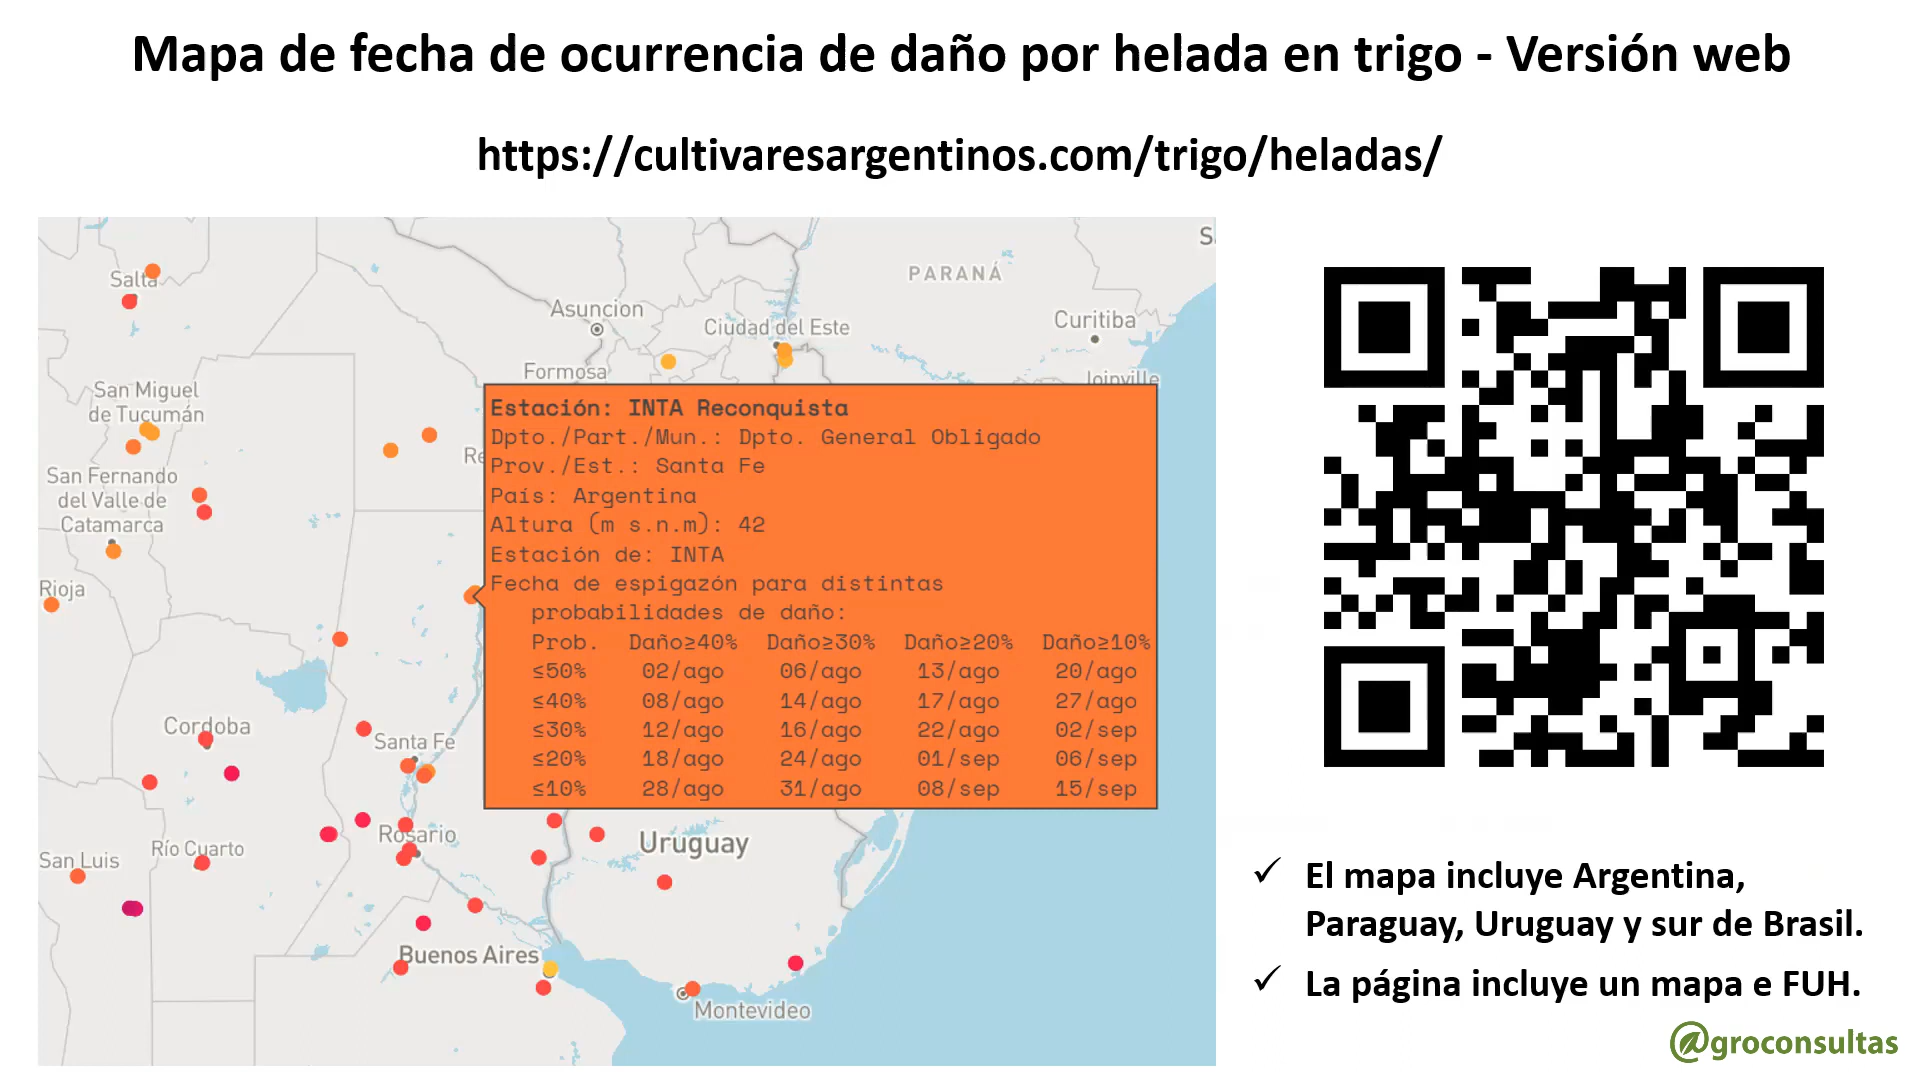 Mapa de fecha de ocurrencia de daño por helada en trigo - Versión web
https://cultivaresargentinos.com/trigo/heladas/
Salta
Asuncion
Ciudad del Este
PARANÁ
Curitiba
Formosa
San Miguel
de Tucumán
San Fernando
del Valle de
Catamarca
Rioja
Cordoba
Santa Fe
Rosario
Río Cuarto
San Luis
Uruguay
Buenos Aires
Montevideo
Estación: INTA Reconquista
Dpto./Part./Mun.: Dpto. General Obligado
Prov./Est.: Santa Fe
País: Argentina
Altura (m s.n.m): 42
Estación de: INTA
Fecha de espigazón para distintas
probabilidades de daño:
Prob. Daño≥40% Daño≥30% Daño≥20% Daño≥10%
≤50% 02/ago 06/ago 13/ago 20/ago
≤40% 08/ago 14/ago 17/ago 27/ago
≤30% 12/ago 16/ago 22/ago 02/sep
≤20% 18/ago 24/ago 01/sep 06/sep
≤10% 28/ago 31/ago 08/sep 15/sep
✓ El mapa incluye Argentina,
Paraguay, Uruguay y sur de Brasil.
✓ La página incluye un mapa e FUH.
@groconsultas